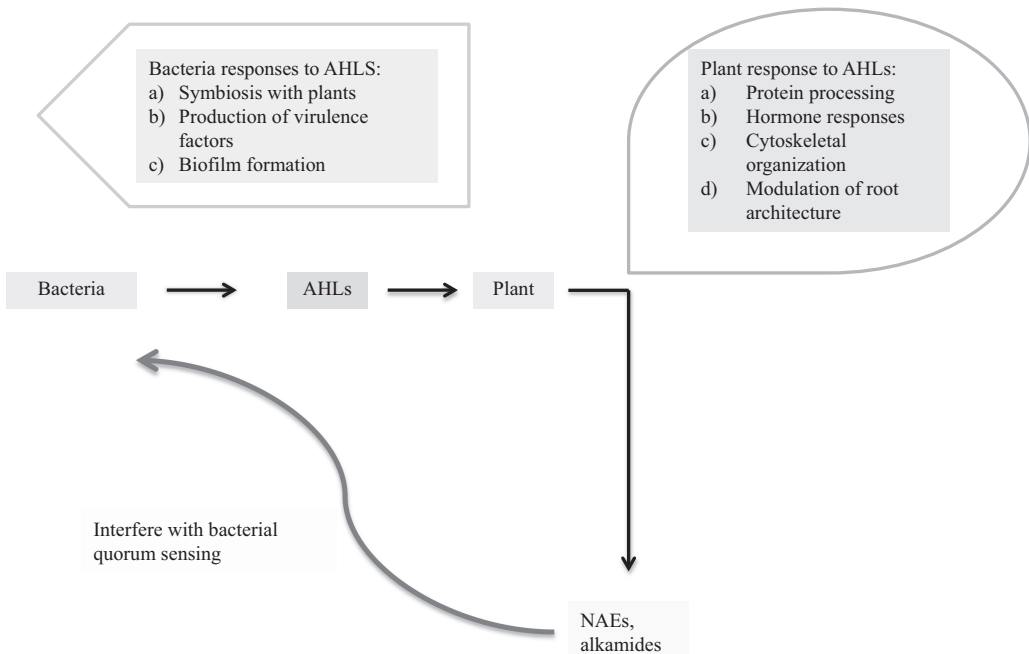 Bacteria responses to AHLS:
a) Symbiosis with plants
b) Production of virulence
factors
c) Biofilm formation
Plant response to AHLs:
a) Protein processing
b) Hormone responses
c) Cytoskeletal
organization
d) Modulation of root
architecture
Bacteria
AHLs
Plant
Interfere with bacterial
quorum sensing
NAEs,
alkamides